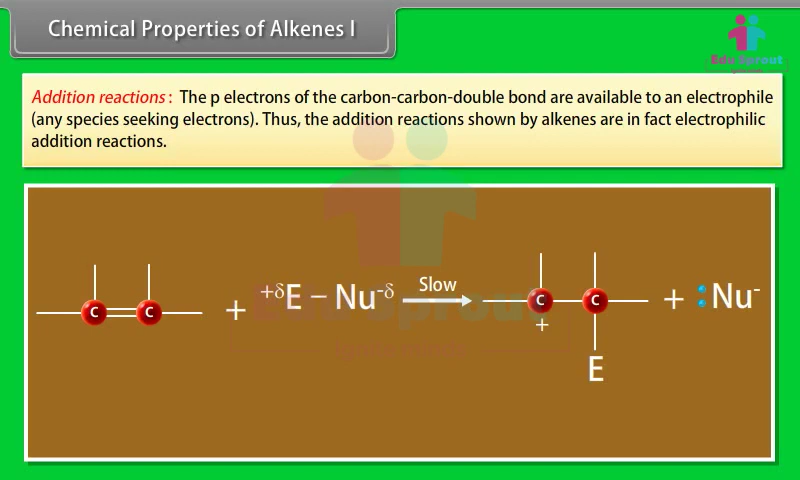 Chemical Properties of Alkenes I
Edu Sprout
Addition reactions : The p electrons of the carbon-carbon-double bond are available to an electrophile
(any species seeking electrons). Thus, the addition reactions shown by alkenes are in fact electrophilic
addition reactions.
C C + +δE – Nu-δ Slow C C + :Nu-
+
E
Edu Sprout